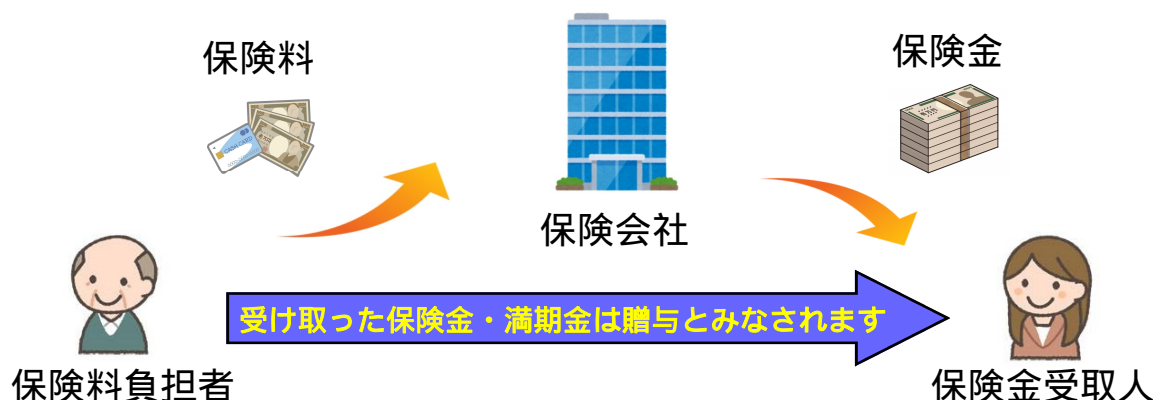 保険料
保険金
保険会社
受け取った保険金・満期金は贈与とみなされます
保険料負担者
保険金受取人